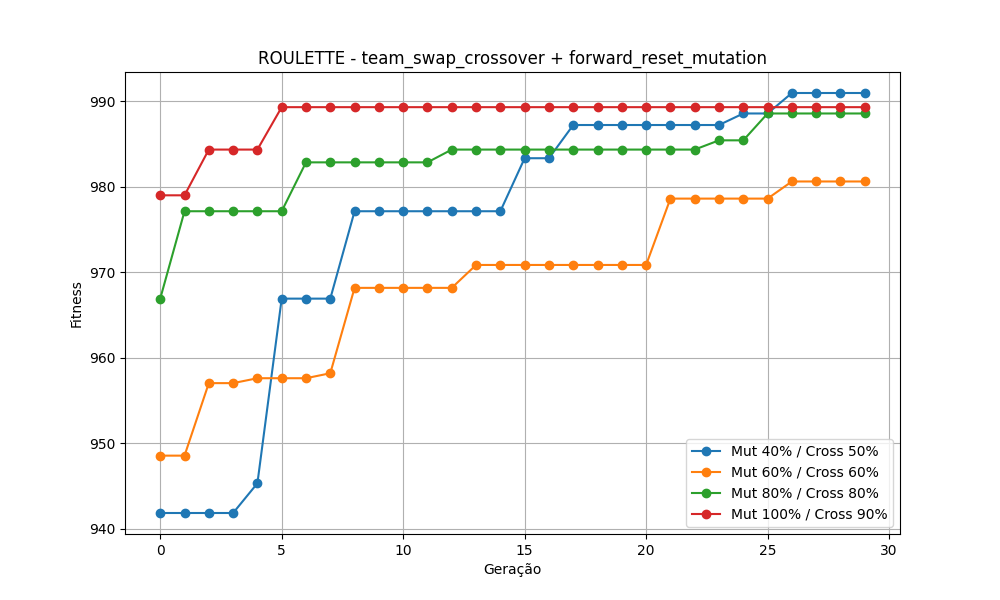 ROULETTE - team_swap_crossover + forward_reset_mutation
Fitness
990
980
970
960
950
940
0 5 10 15 20 25 30
Geração
Mut 40% / Cross 50%
Mut 60% / Cross 60%
Mut 80% / Cross 80%
Mut 100% / Cross 90%